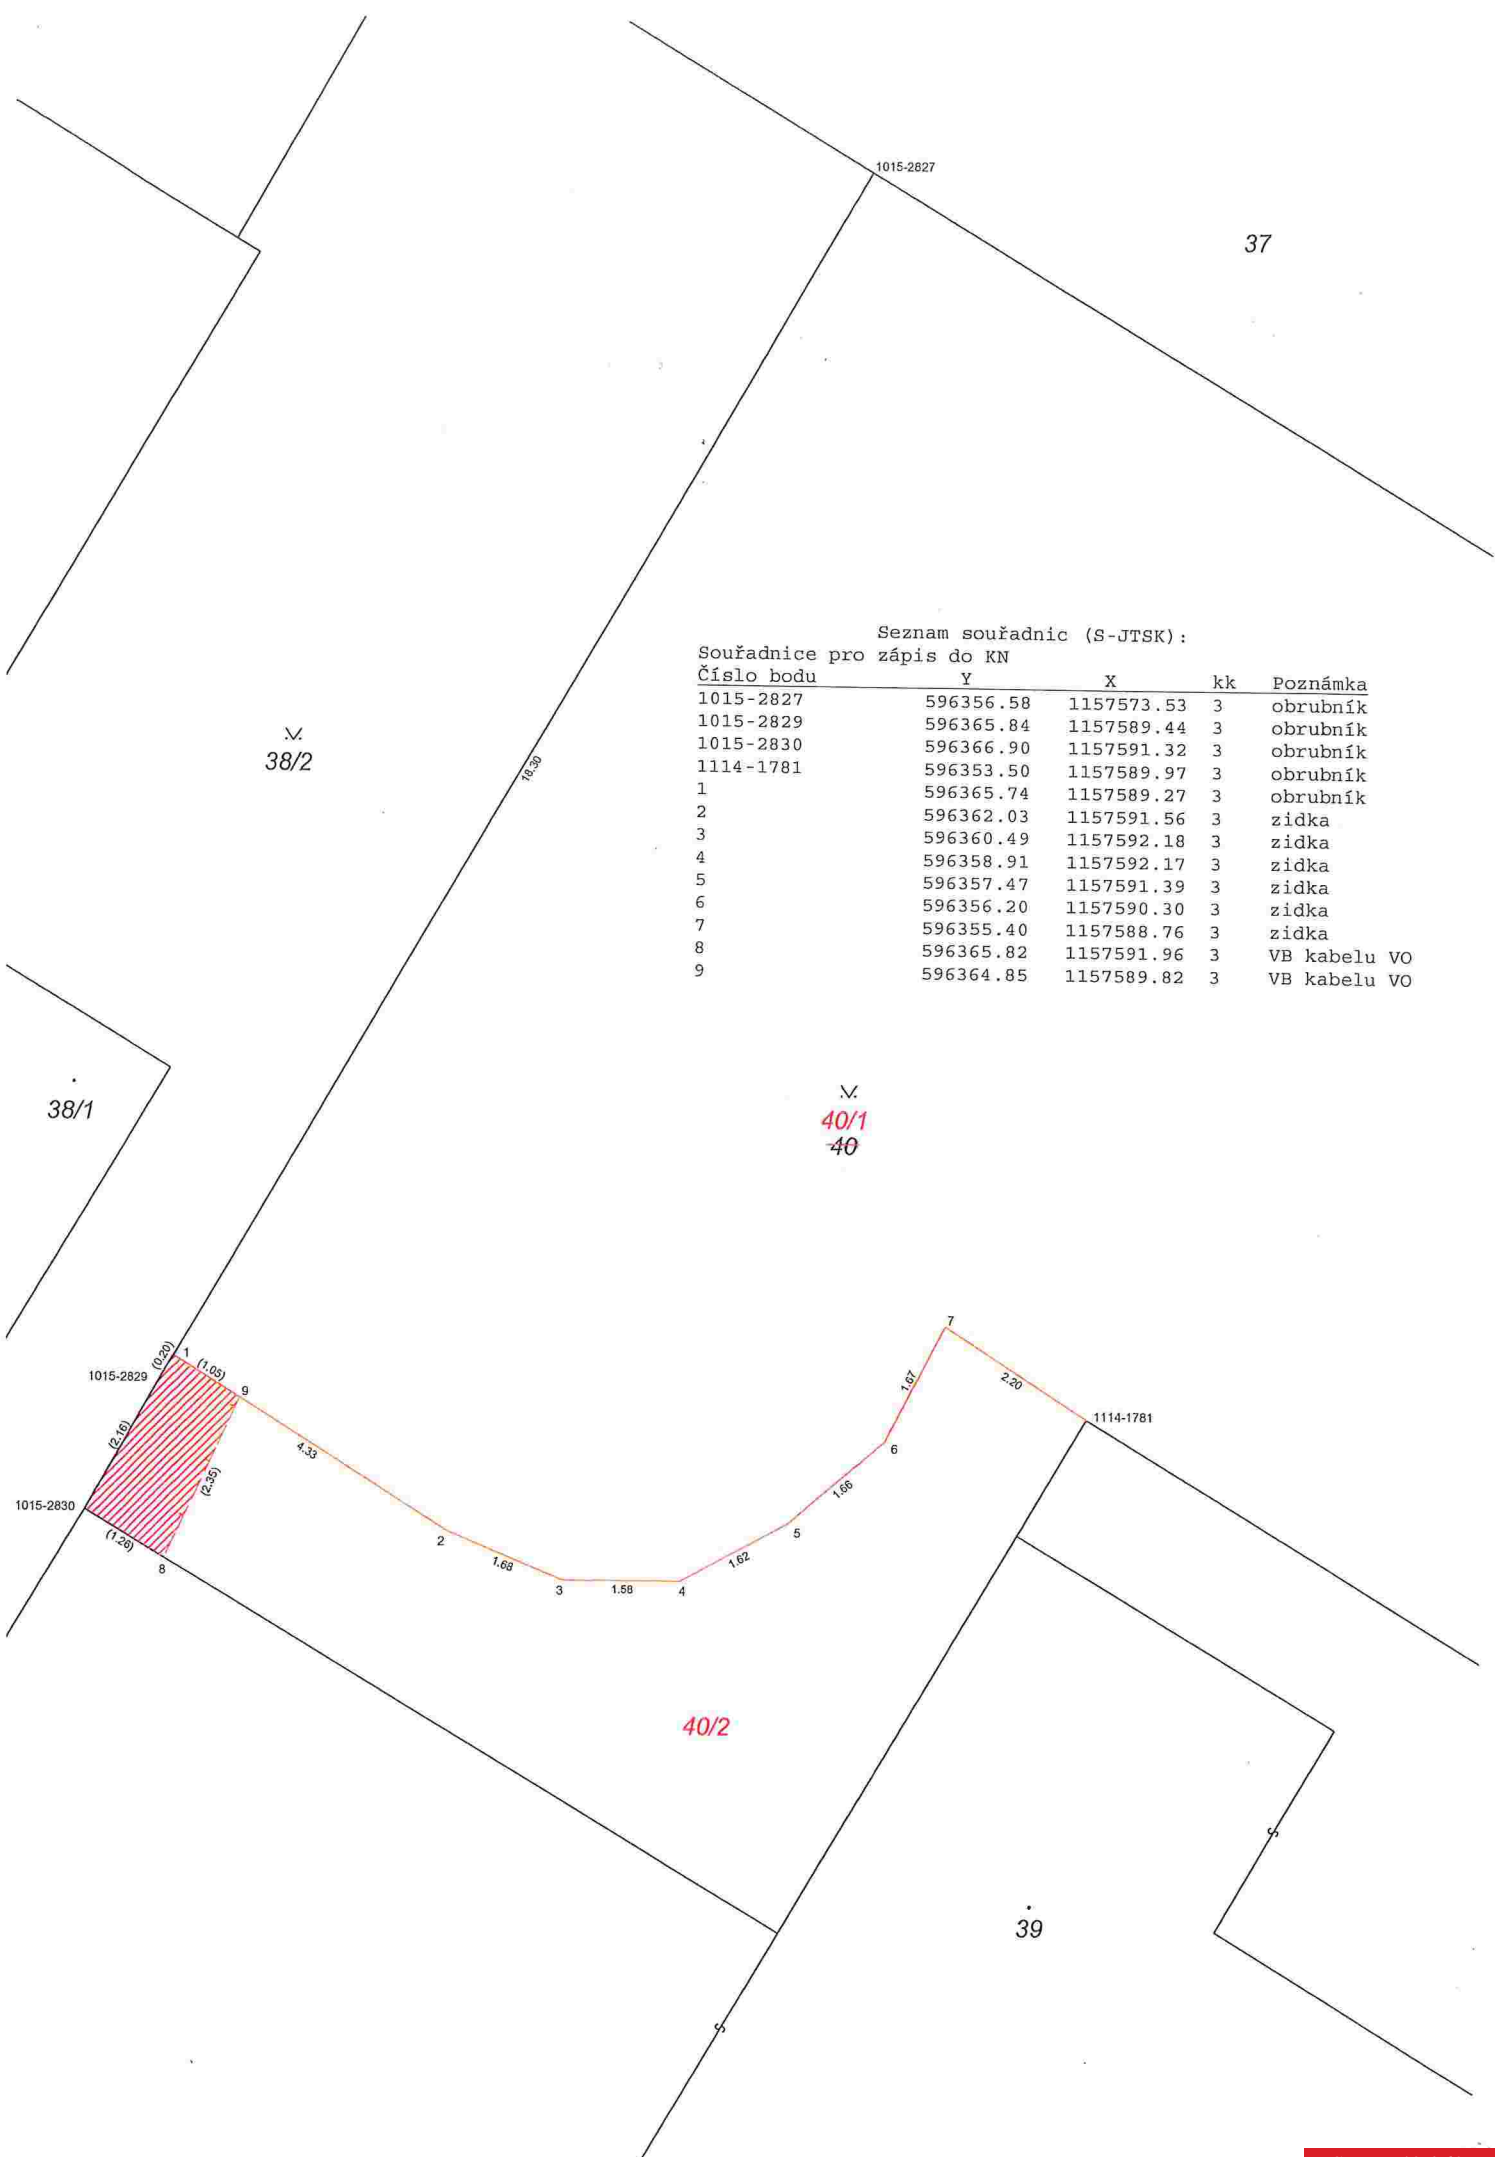 1015-2827
37
Seznam souřadnic (S-JTSK):
Souřadnice pro zápis do KN
Číslo bodu Y X kk Poznámka
1015-2827 596356.58 1157573.53 3 obrubník
1015-2829 596365.84 1157589.44 3 obrubník
1015-2830 596366.90 1157591.32 3 obrubník
1114-1781 596353.50 1157589.97 3 obrubník
1 596365.74 1157589.27 3 obrubník
2 596362.03 1157591.56 3 zidka
3 596360.49 1157592.18 3 zidka
4 596358.91 1157592.17 3 zidka
5 596357.47 1157591.39 3 zidka
6 596356.20 1157590.30 3 zidka
7 596355.40 1157588.76 3 zidka
8 596365.82 1157591.96 3 VB kabelu VO
9 596364.85 1157589.82 3 VB kabelu VO
38/2
18.30
38/1
40/1
40
7
(0.20)
1
(1.05)
1015-2829
9
1.67
2.20
1114-1781
(2.16)
4.33
6
(2.35)
1.66
1015-2830
(1.26)
2
5
8
1.68
1.62
3
1.58
4
40/2
39